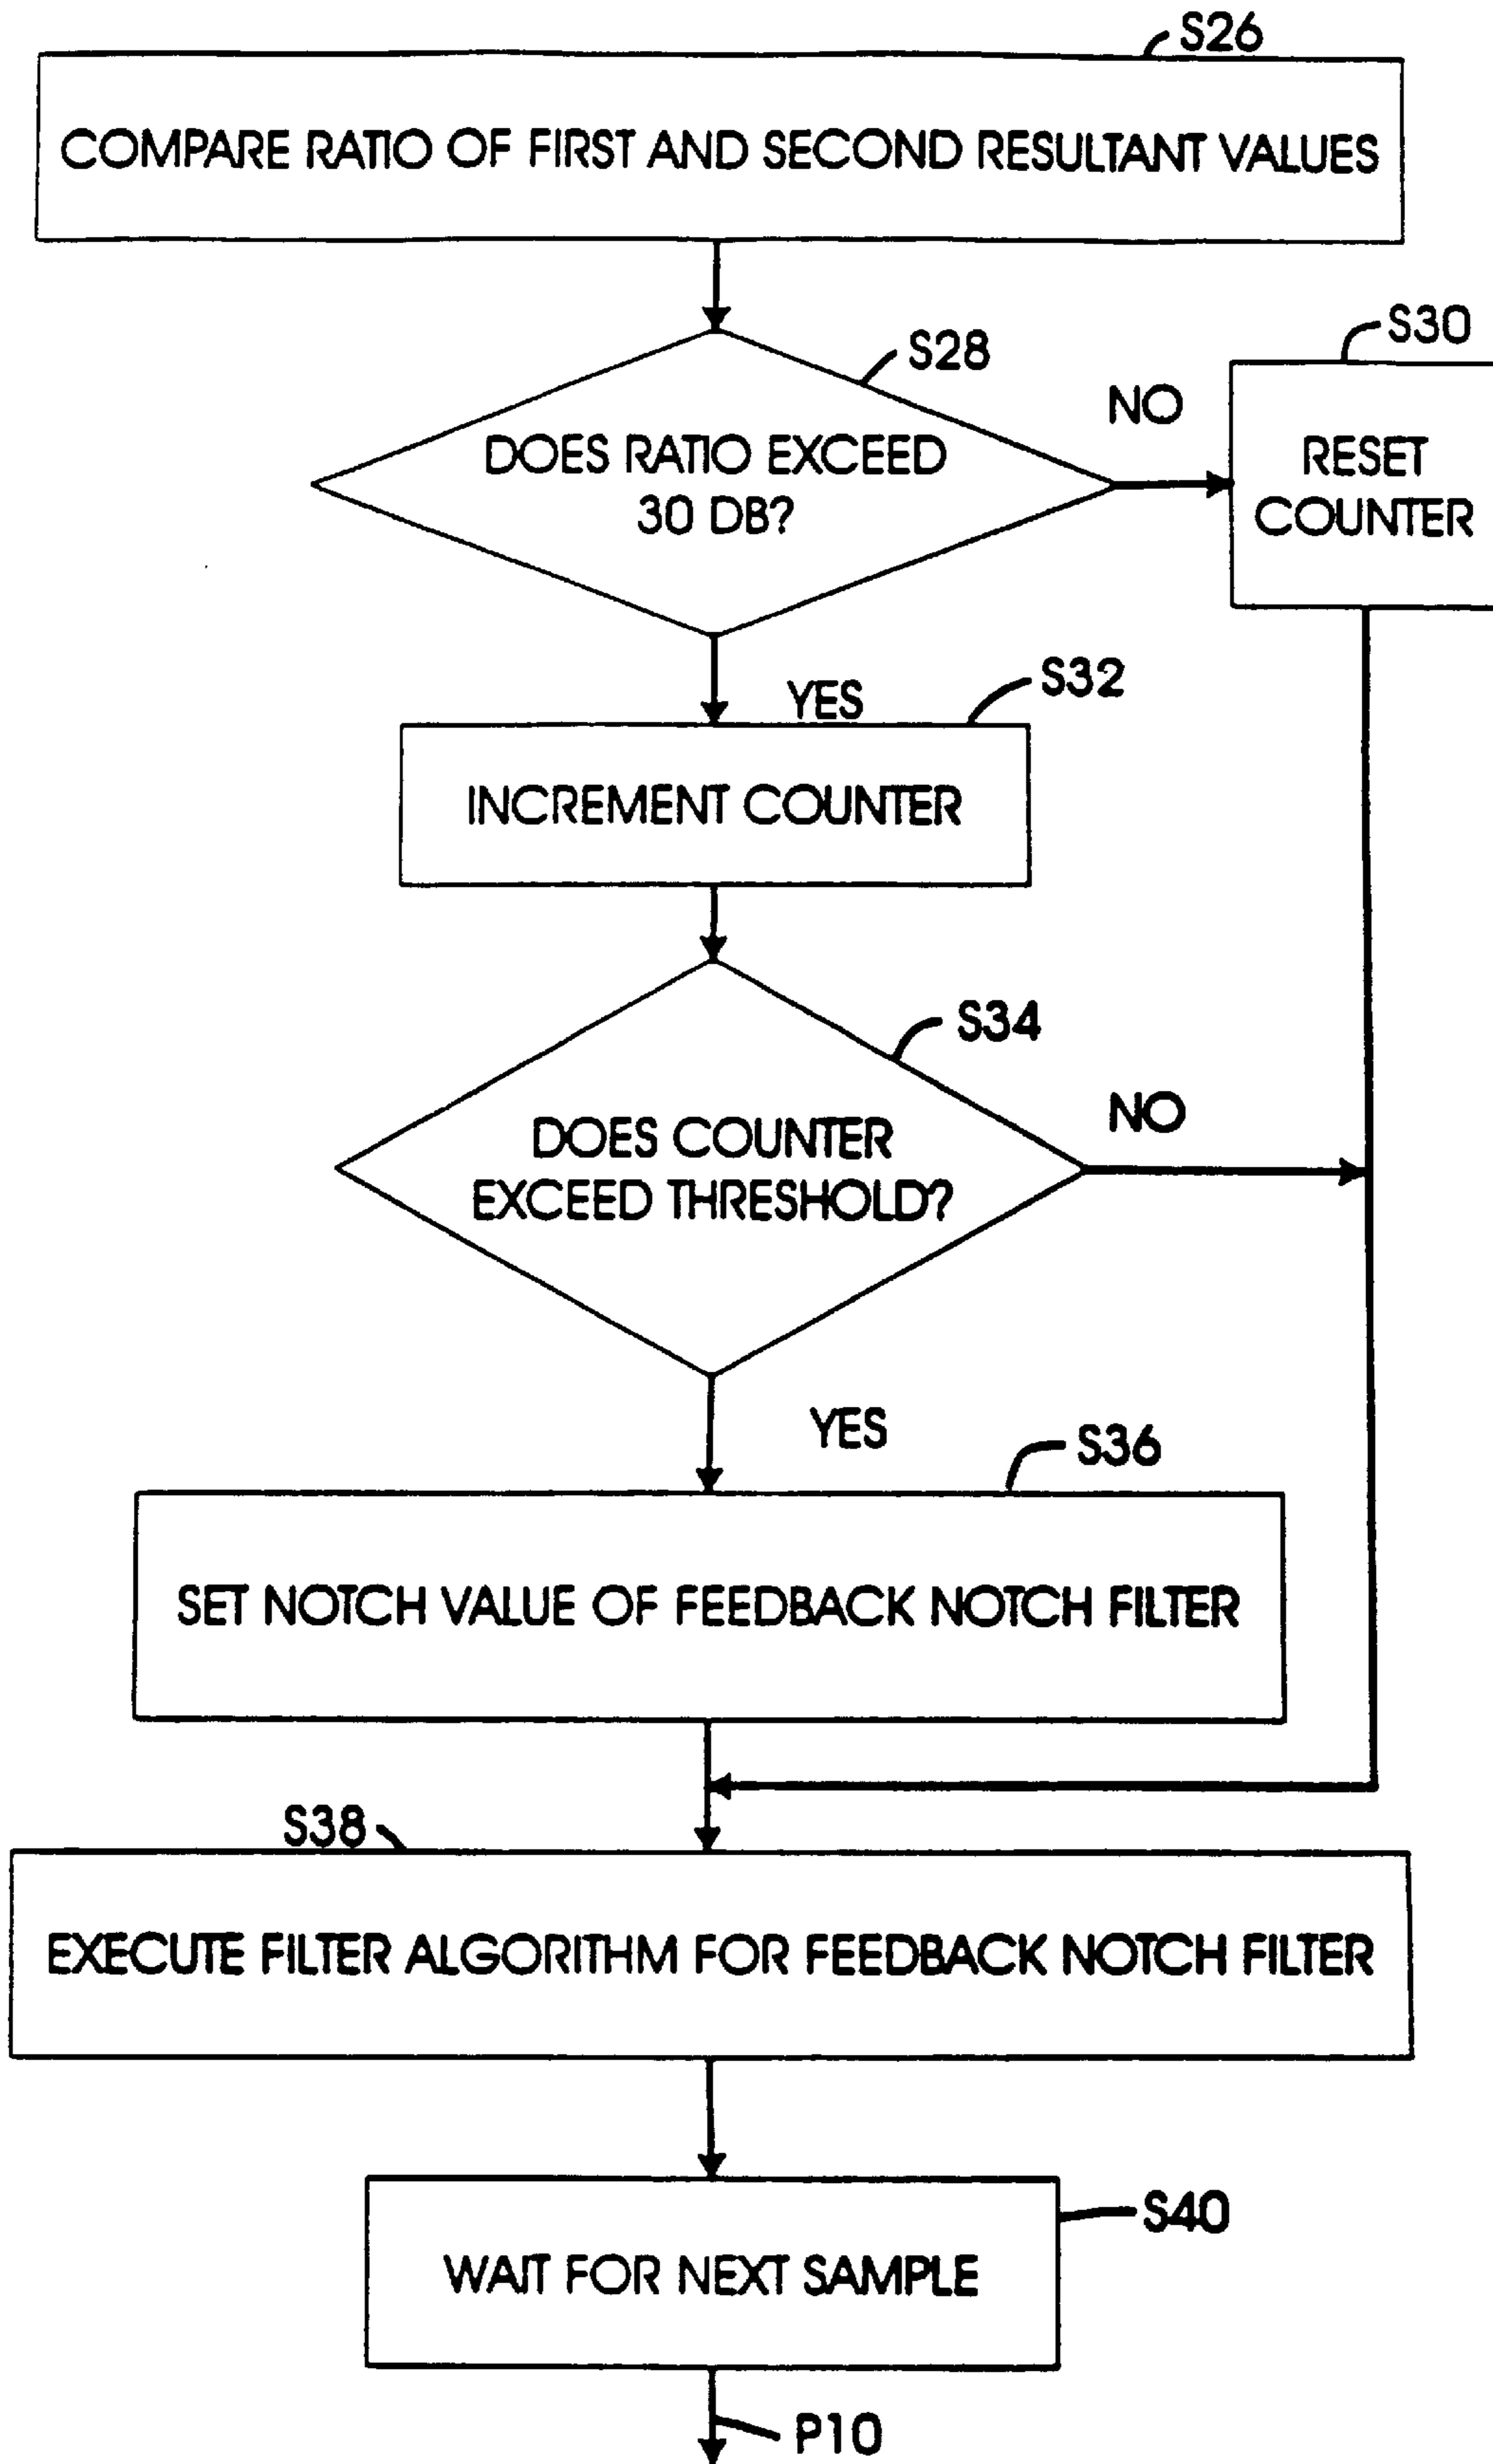 S26
COMPARE RATIO OF FIRST AND SECOND RESULTANT VALUES
S28
NO
S30
DOES RATIO EXCEED
30 DB?
RESET
COUNTER
YES
S32
INCREMENT COUNTER
S34
NO
DOES COUNTER
EXCEED THRESHOLD?
YES
S36
SET NOTCH VALUE OF FEEDBACK NOTCH FILTER
S38
EXECUTE FILTER ALGORITHM FOR FEEDBACK NOTCH FILTER
S40
WAIT FOR NEXT SAMPLE
P10